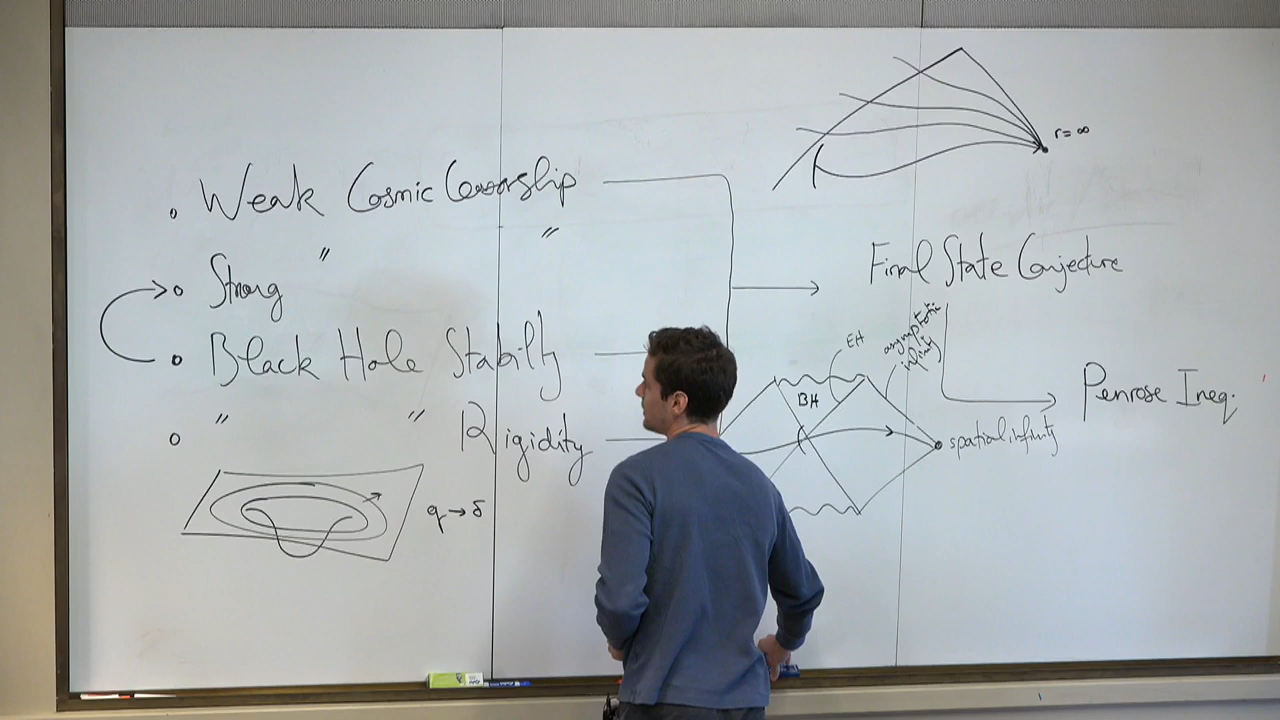 r = ∞
Weak Cosmic Censorship
" "
Strong
Final State Conjecture
Black Hole Stability
EH
asymptotic
infinity
BH
Penrose Ineq.
" " Rigidity
spatial infinity
q → δ